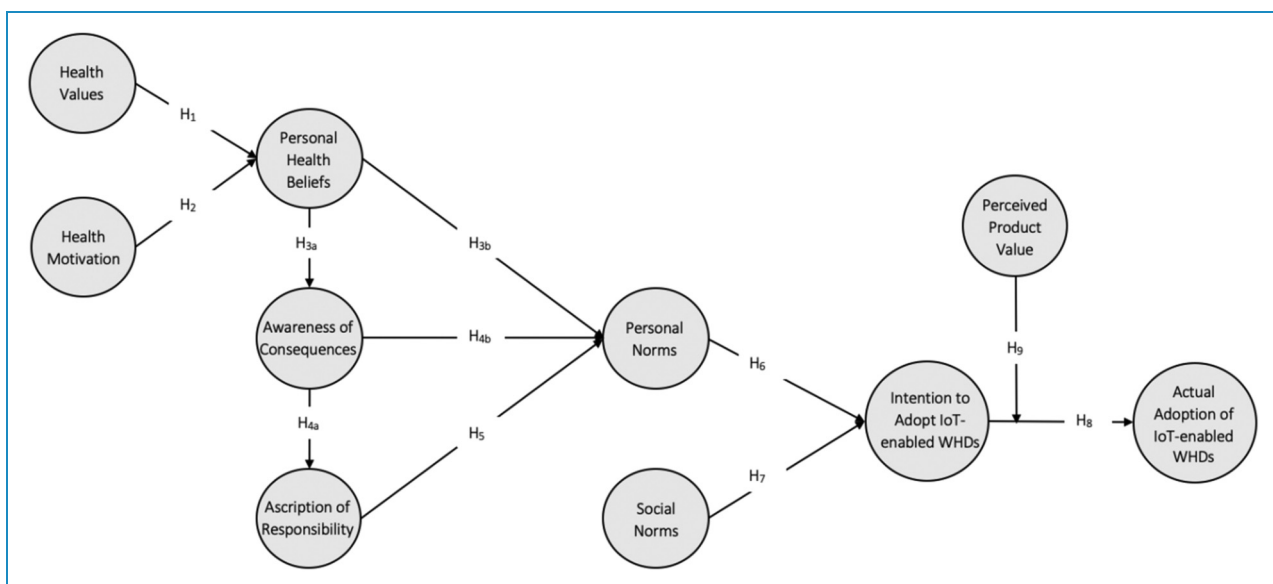 Health
Values
H1
Personal
Health
Beliefs
H2
Health
Motivation
H3a
H3b
Perceived
Product
Value
Awareness of
Consequences
H4b
Personal
Norms
H9
H6
H4a
H5
Intention to
Adopt IoT-
enabled WHDs
H8
Actual
Adoption of
IoT-enabled
WHDs
H7
Ascription of
Responsibility
Social
Norms